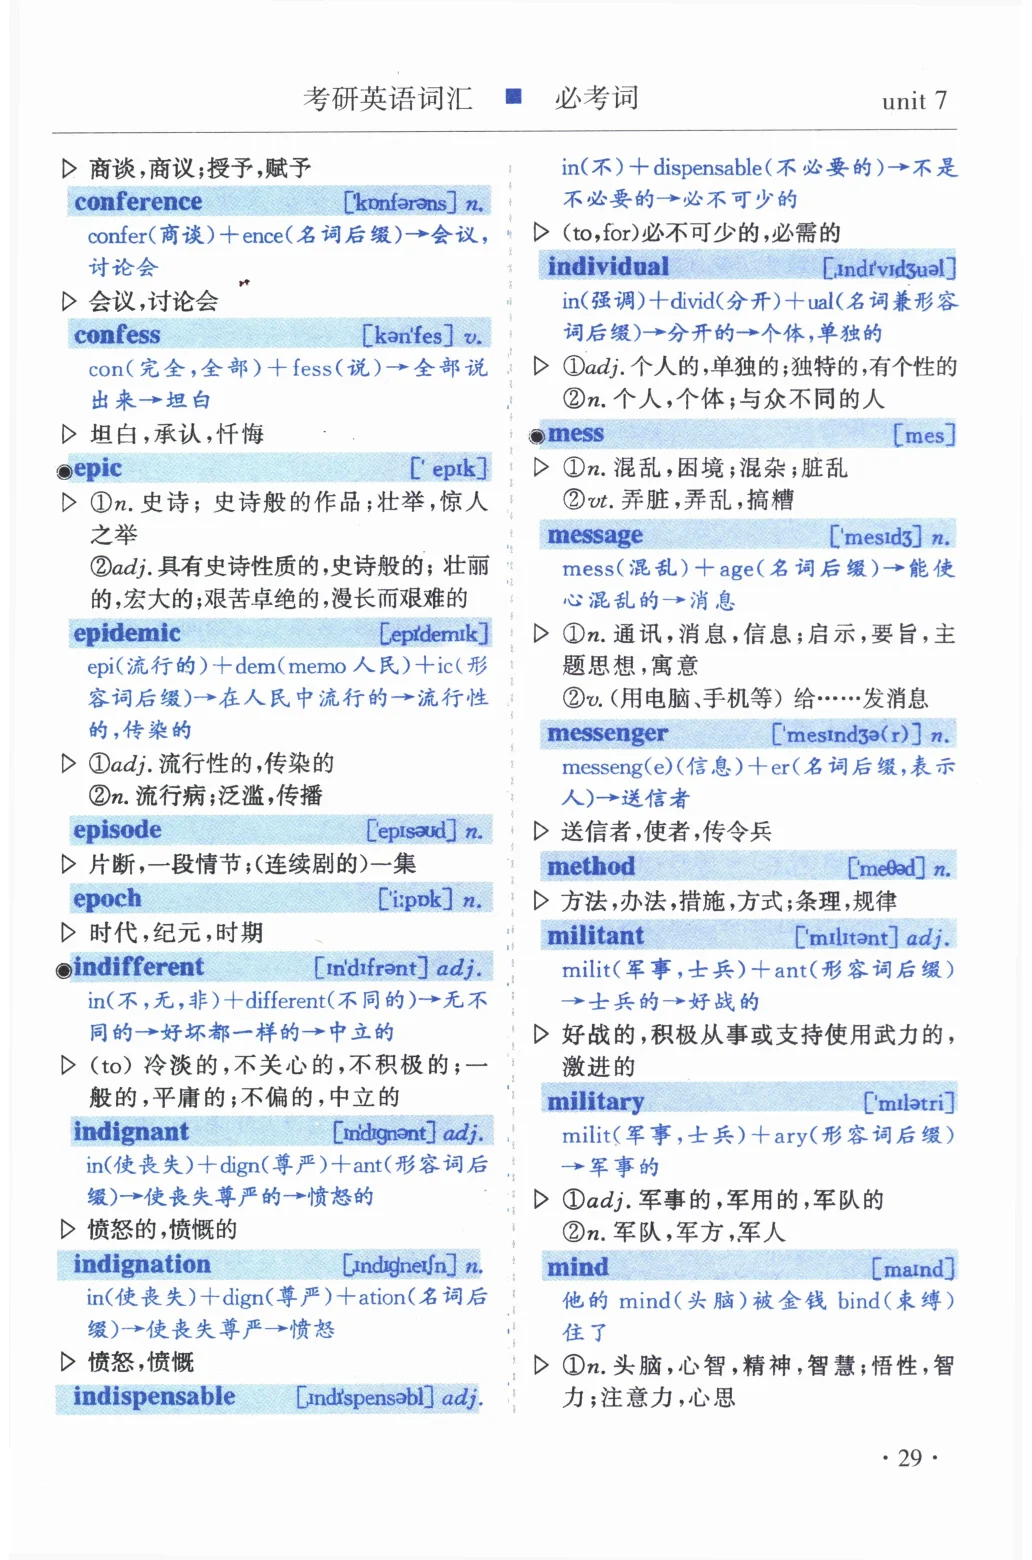 考研英语词汇 ■ 必考词 unit 7
▷ 商谈,商议;授予,赋予
conference ['kɒnfərəns] n.
confer(商谈)+ence(名词后缀)→会议,
讨论会
▷ 会议,讨论会
confess [kən'fes] v.
con(完全,全部)+fess(说)→全部说
出来→坦白
▷ 坦白,承认,忏悔
◉epic [' epɪk]
▷ ①n. 史诗; 史诗般的作品;壮举,惊人
之举
②adj. 具有史诗性质的,史诗般的; 壮丽
的,宏大的;艰苦卓绝的,漫长而艰难的
epidemic [ˌepɪ'demɪk]
epi(流行的)+dem(memo 人民)+ic(形
容词后缀)→在人民中流行的→流行性
的,传染的
▷ ①adj. 流行性的,传染的
②n. 流行病;泛滥,传播
episode ['epɪsəʊd] n.
▷ 片断,一段情节;(连续剧的)一集
epoch ['iːpɒk] n.
▷ 时代,纪元,时期
◉indifferent [ɪn'dɪfrənt] adj.
in(不,无,非)+different(不同的)→无不
同的→好坏都一样的→中立的
▷ (to) 冷淡的,不关心的,不积极的;一
般的,平庸的;不偏的,中立的
indignant [ɪn'dɪgnənt] adj.
in(使丧失)+dign(尊严)+ant(形容词后
缀)→使丧失尊严的→愤怒的
▷ 愤怒的,愤慨的
indignation [ˌɪndɪg'neɪʃn] n.
in(使丧失)+dign(尊严)+ation(名词后
缀)→使丧失尊严→愤怒
▷ 愤怒,愤慨
indispensable [ˌɪndɪ'spensəbl] adj.
in(不)+dispensable(不必要的)→不是
不必要的→必不可少的
▷ (to,for)必不可少的,必需的
individual [ˌɪndɪ'vɪdʒuəl]
in(强调)+divid(分开)+ual(名词兼形容
词后缀)→分开的→个体,单独的
▷ ①adj. 个人的,单独的;独特的,有个性的
②n. 个人,个体;与众不同的人
◉mess [mes]
▷ ①n. 混乱,困境;混杂;脏乱
②vt. 弄脏,弄乱,搞糟
message ['mesɪdʒ] n.
mess(混乱)+age(名词后缀)→能使
心混乱的→消息
▷ ①n. 通讯,消息,信息;启示,要旨,主
题思想,寓意
②v. (用电脑、手机等) 给……发消息
messenger ['mesɪndʒə(r)] n.
messeng(e)(信息)+er(名词后缀,表示
人)→送信者
▷ 送信者,使者,传令兵
method ['meθəd] n.
▷ 方法,办法,措施,方式;条理,规律
militant ['mɪlɪtənt] adj.
milit(军事,士兵)+ant(形容词后缀)
→士兵的→好战的
▷ 好战的,积极从事或支持使用武力的,
激进的
military ['mɪlətri]
milit(军事,士兵)+ary(形容词后缀)
→军事的
▷ ①adj. 军事的,军用的,军队的
②n. 军队,军方,军人
mind [maɪnd]
他的 mind(头脑)被金钱 bind(束缚)
住了
▷ ①n. 头脑,心智,精神,智慧;悟性,智
力;注意力,心思
· 29 ·